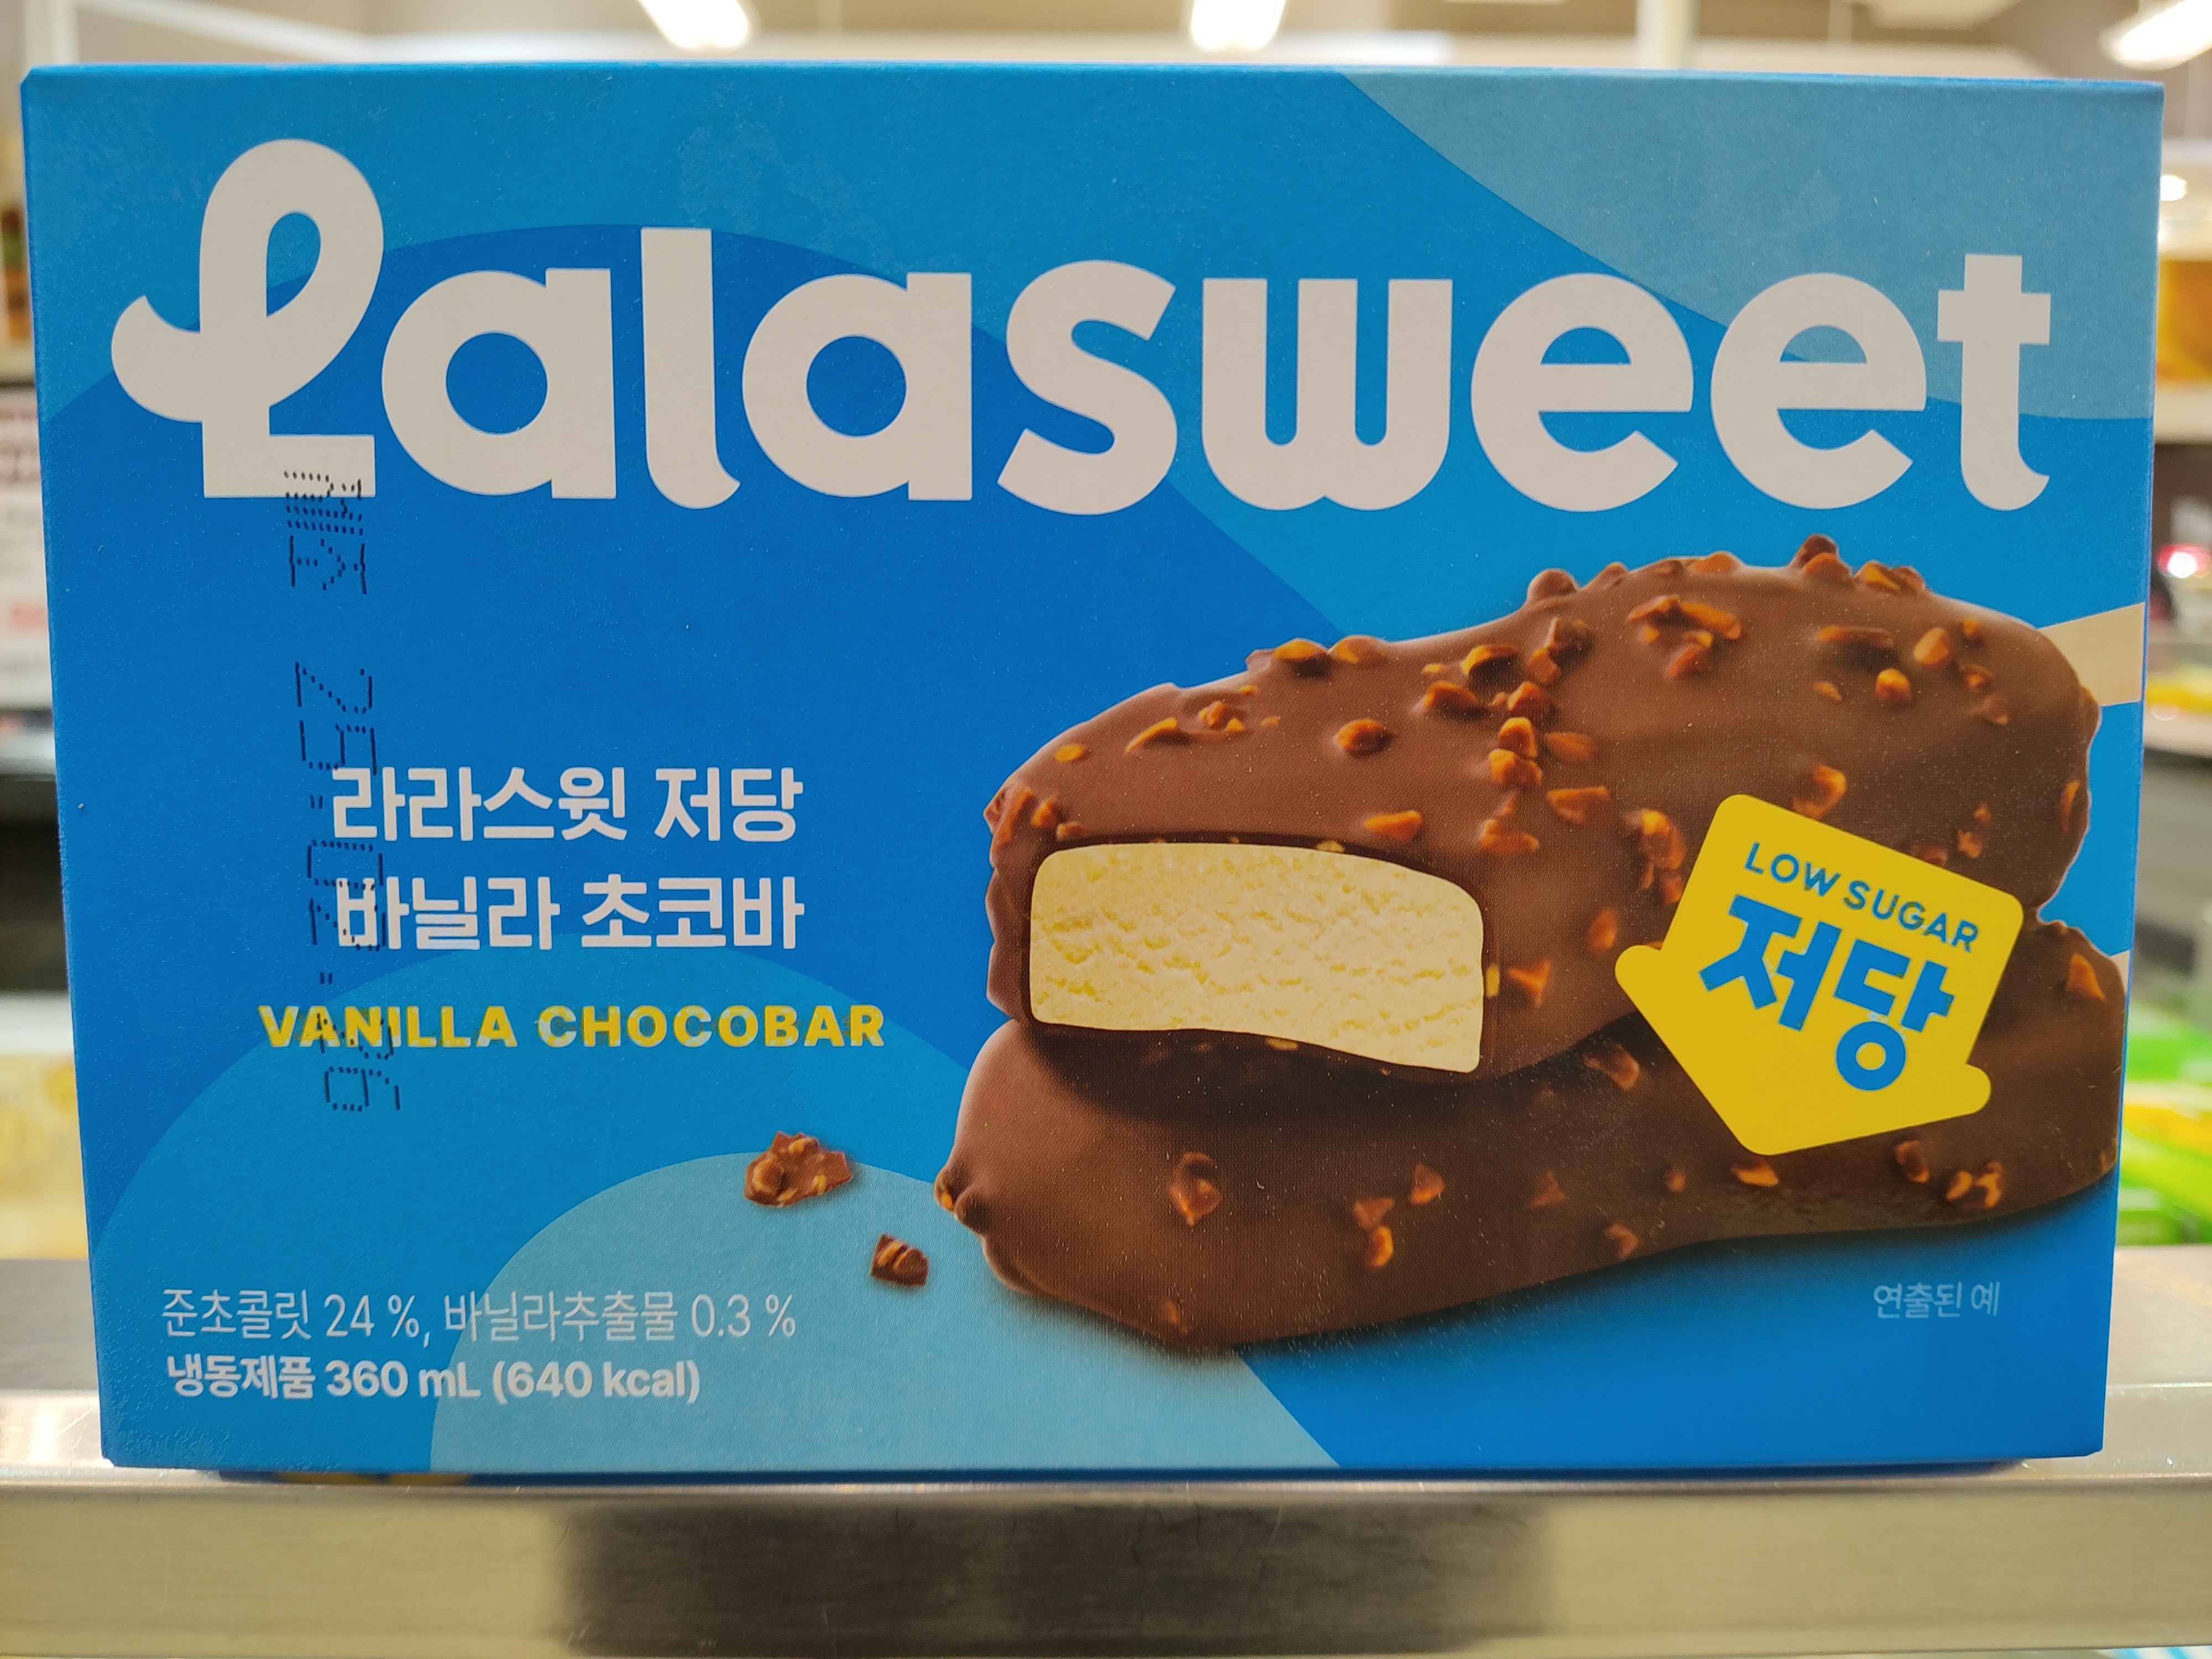 Lalasweet
라라스윗 저당
바닐라 초코바
VANILLA CHOCOBAR
LOW SUGAR
저당
준초콜릿 24 %, 바닐라추출물 0.3 %
냉동제품 360 mL (640 kcal)
연출된 예